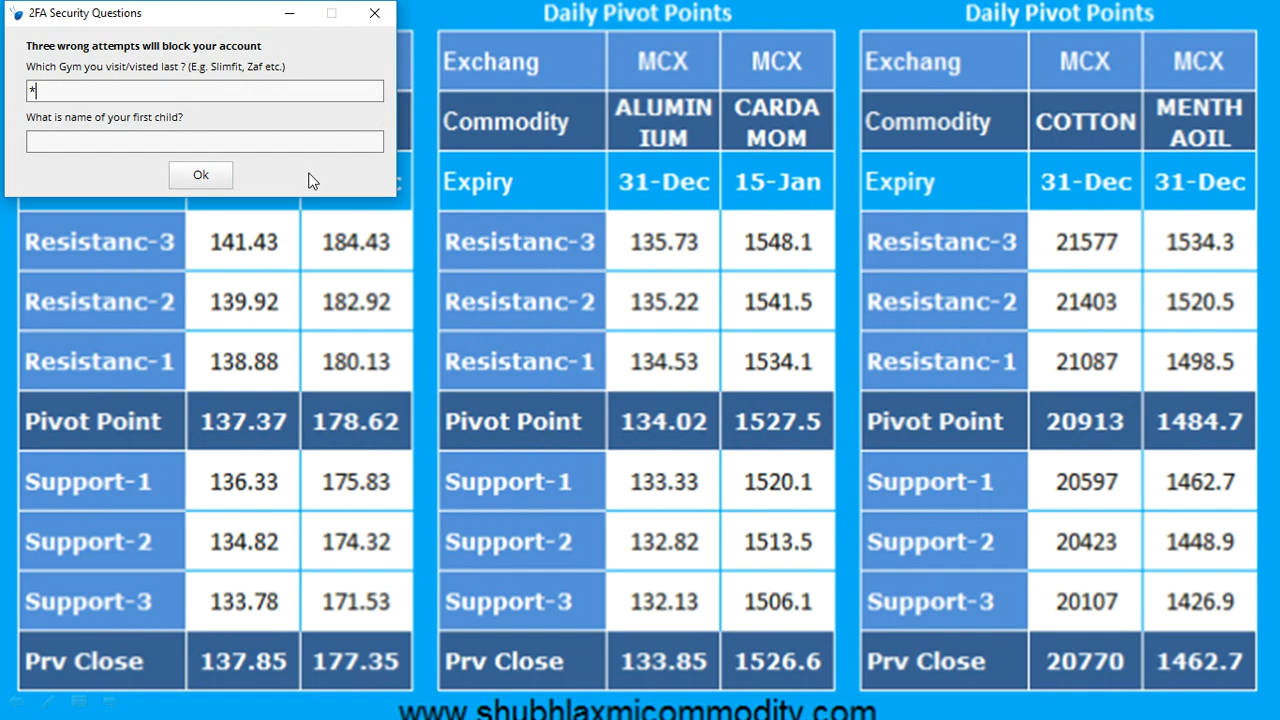 2FA Security Questions
Three wrong attempts will block your account
Which Gym you visit/visted last ? (E.g. Slimfit, Zaf etc.)
*
What is name of your first child?
Ok
Resistanc-3 141.43 184.43
Resistanc-2 139.92 182.92
Resistanc-1 138.88 180.13
Pivot Point 137.37 178.62
Support-1 136.33 175.83
Support-2 134.82 174.32
Support-3 133.78 171.53
Prv Close 137.85 177.35
Daily Pivot Points
Exchang MCX MCX
Commodity ALUMIN CARDA
IUM MOM
Expiry 31-Dec 15-Jan
Resistanc-3 135.73 1548.1
Resistanc-2 135.22 1541.5
Resistanc-1 134.53 1534.1
Pivot Point 134.02 1527.5
Support-1 133.33 1520.1
Support-2 132.82 1513.5
Support-3 132.13 1506.1
Prv Close 133.85 1526.6
Daily Pivot Points
Exchang MCX MCX
Commodity COTTON MENTH
AOIL
Expiry 31-Dec 31-Dec
Resistanc-3 21577 1534.3
Resistanc-2 21403 1520.5
Resistanc-1 21087 1498.5
Pivot Point 20913 1484.7
Support-1 20597 1462.7
Support-2 20423 1448.9
Support-3 20107 1426.9
Prv Close 20770 1462.7
www.shubhlaxmicommodity.com